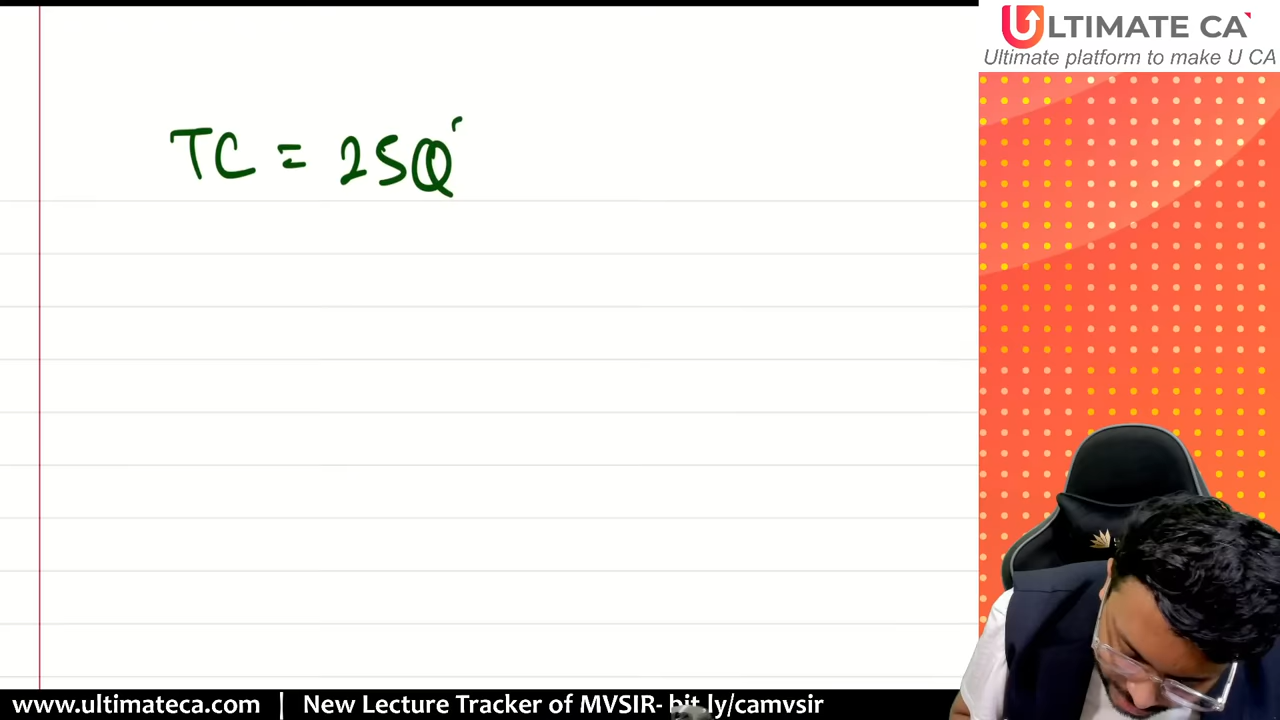 ULTIMATE CA
Ultimate platform to make U CA
TC = 25Q
www.ultimateca.com | New Lecture Tracker of MVSIR- bit.ly/camvsir